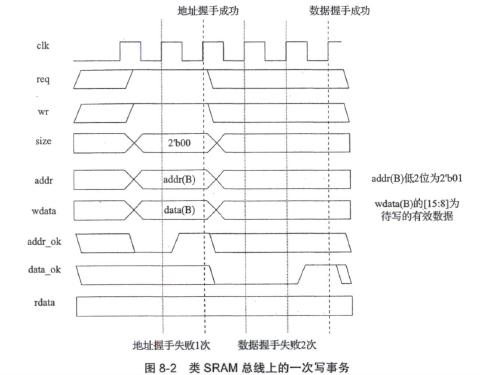 地址握手成功 数据握手成功
clk
req
wr
size 2'b00
addr addr(B) addr(B)低2位为2'b01
wdata data(B) wdata(B)的[15:8]为
待写的有效数据
addr_ok
data_ok
rdata
地址握手失败1次 数据握手失败2次
图 8-2 类 SRAM 总线上的一次写事务